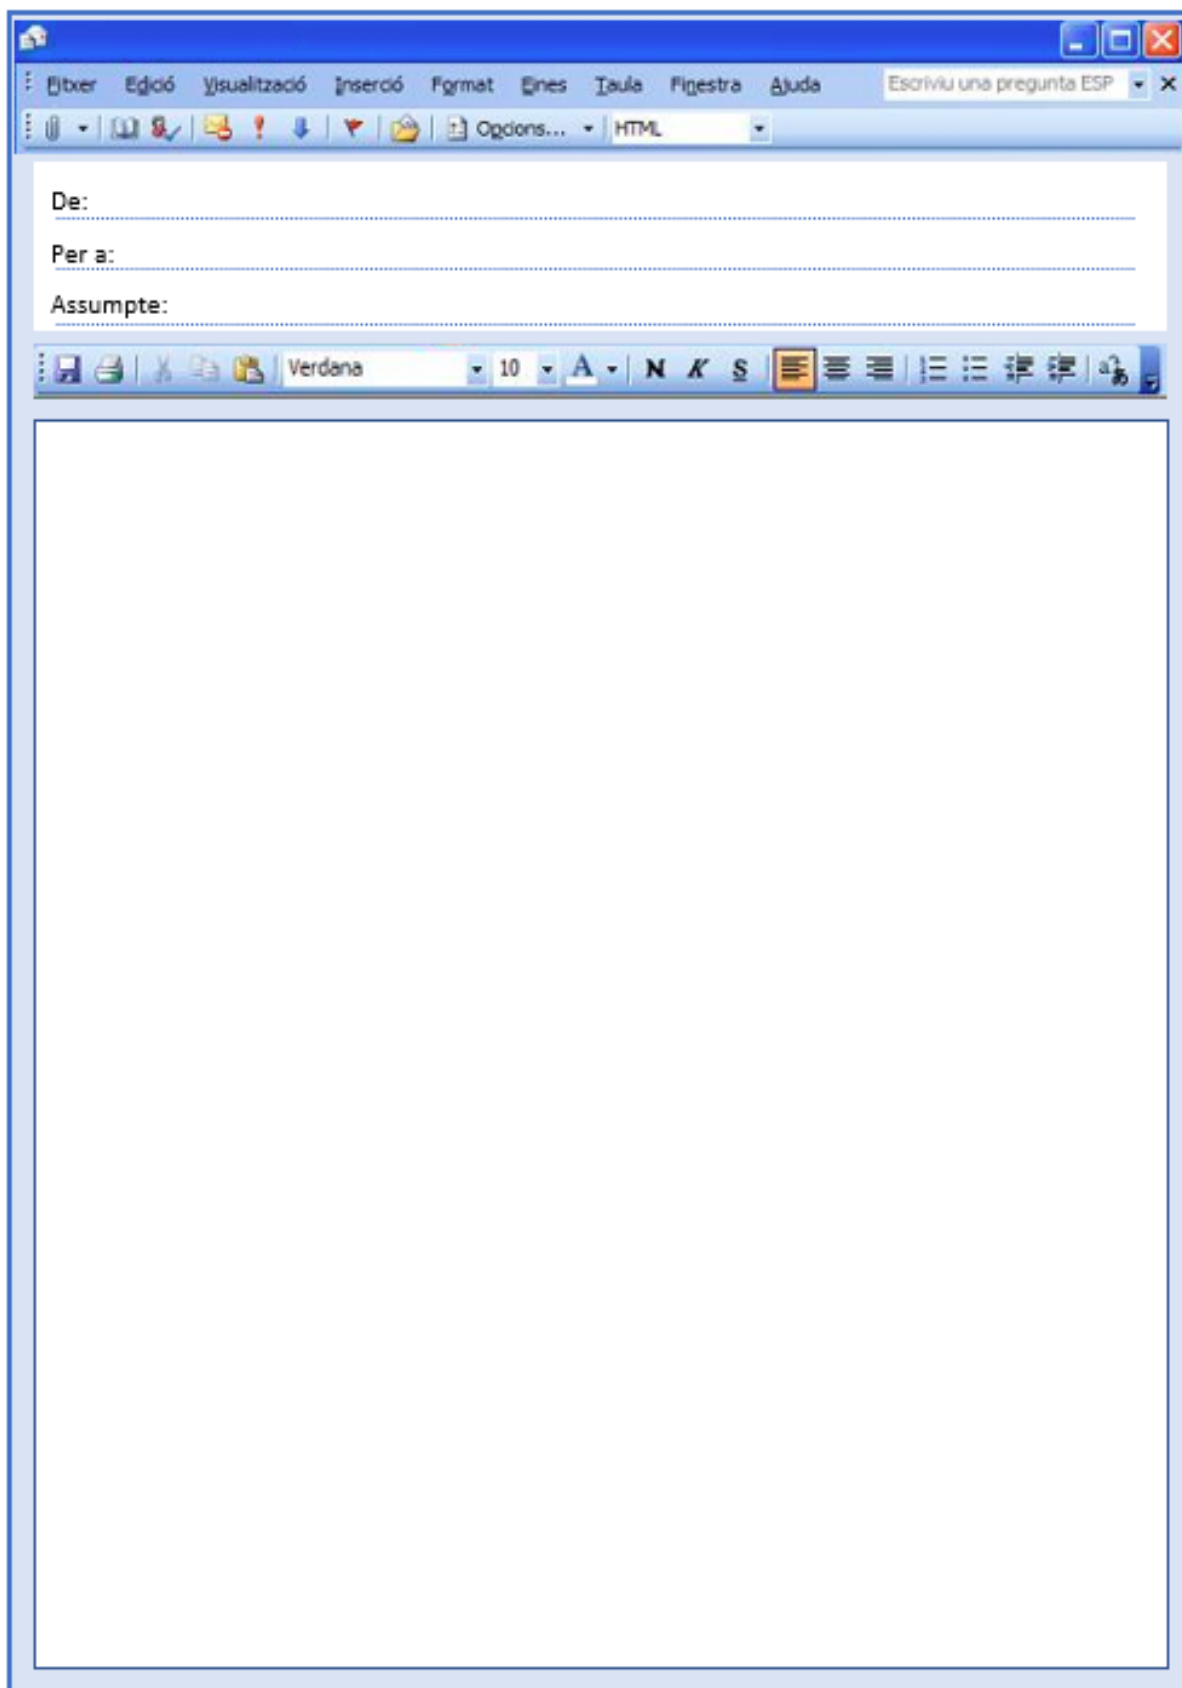 Fitxer Edició Visualització Inserció Format Eines Taula Finestra Ajuda Escriviu una pregunta ESP
Opcions... HTML
De:
Per a:
Assumpte:
Verdana 10 A N K S